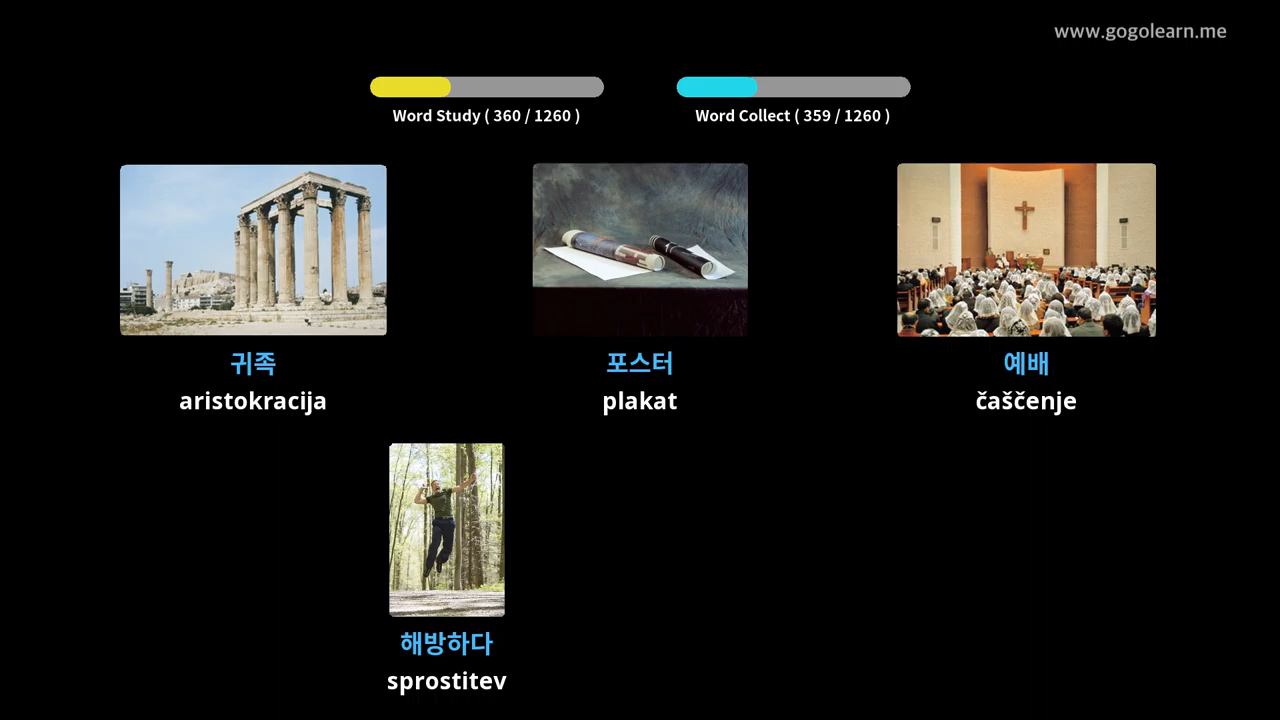 www.gogolearn.me
Word Study ( 360 / 1260 )
Word Collect ( 359 / 1260 )
귀족
aristokracija
포스터
plakat
예배
čaščenje
해방하다
sprostitev